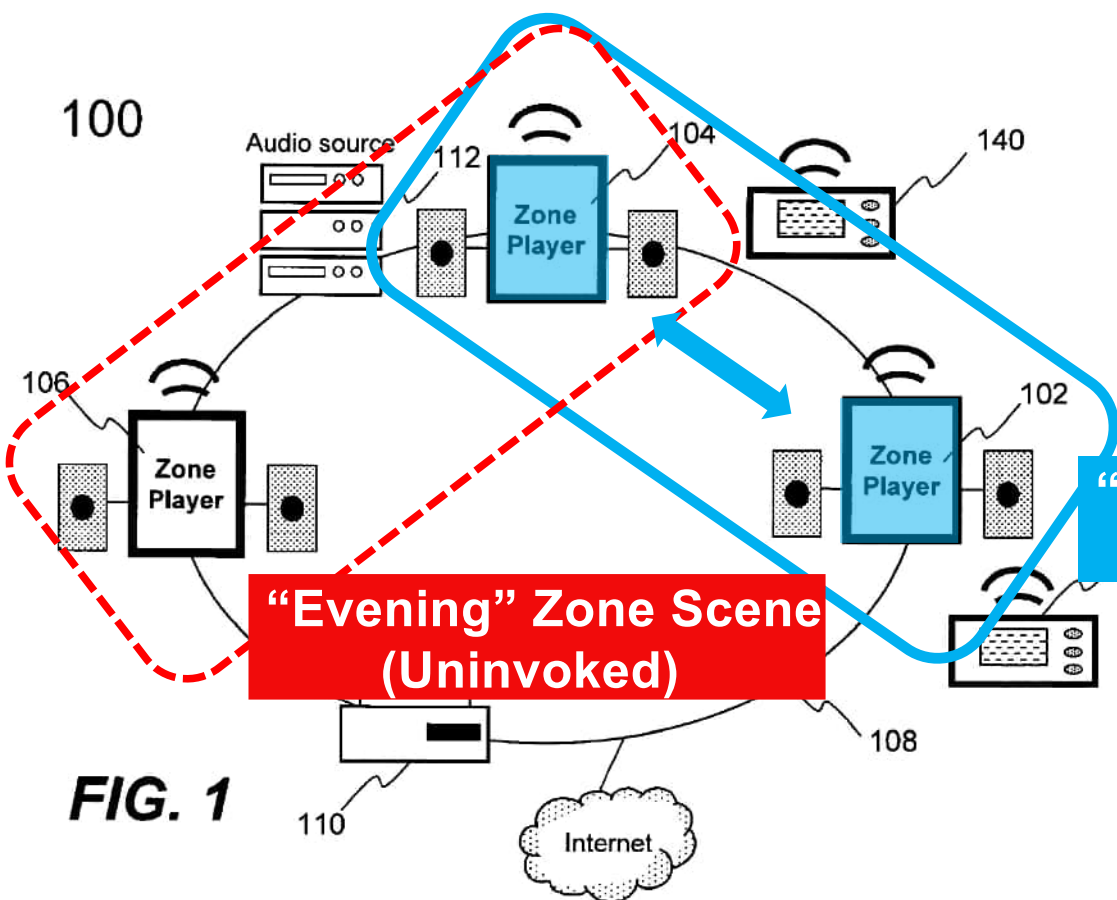 100
Audio source
112
104
140
Zone
Player
106
102
Zone
Player
Zone
Player
“
“Evening” Zone Scene
(Uninvoked)
108
FIG. 1
110
Internet